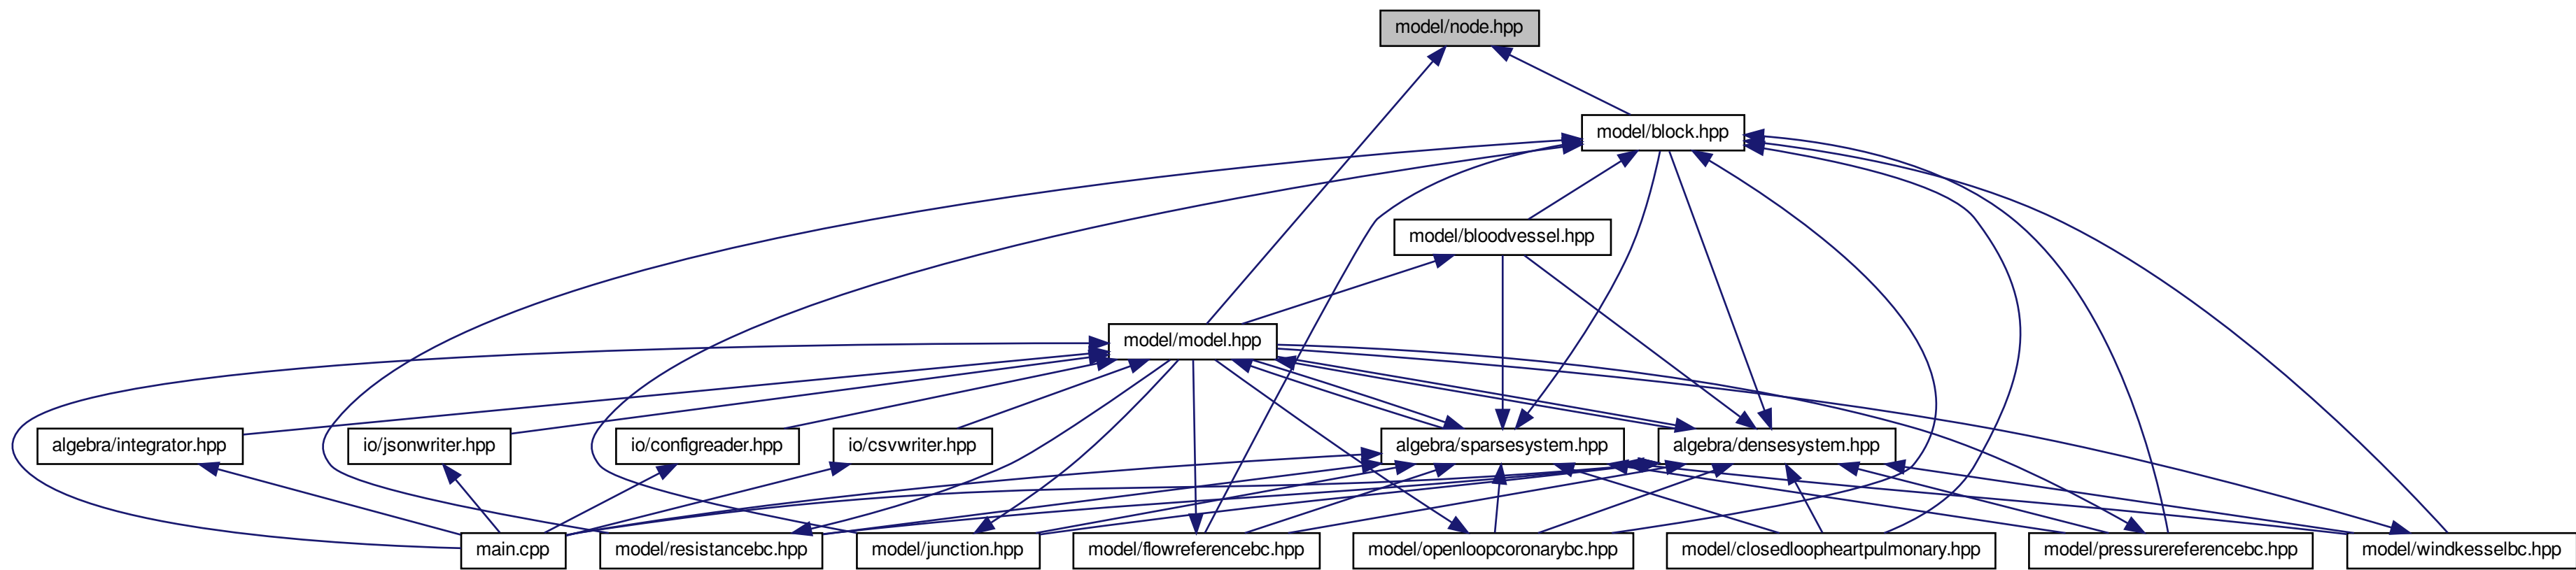 model/node.hpp
model/block.hpp
model/bloodvessel.hpp
model/model.hpp
algebra/integrator.hpp
io/jsonwriter.hpp
io/configreader.hpp
io/csvwriter.hpp
algebra/sparsesystem.hpp
algebra/densesystem.hpp
main.cpp
model/resistancebc.hpp
model/junction.hpp
model/flowreferencebc.hpp
model/openloopcoronarybc.hpp
model/closedloopheartpulmonary.hpp
model/pressurereferencebc.hpp
model/windkesselbc.hpp